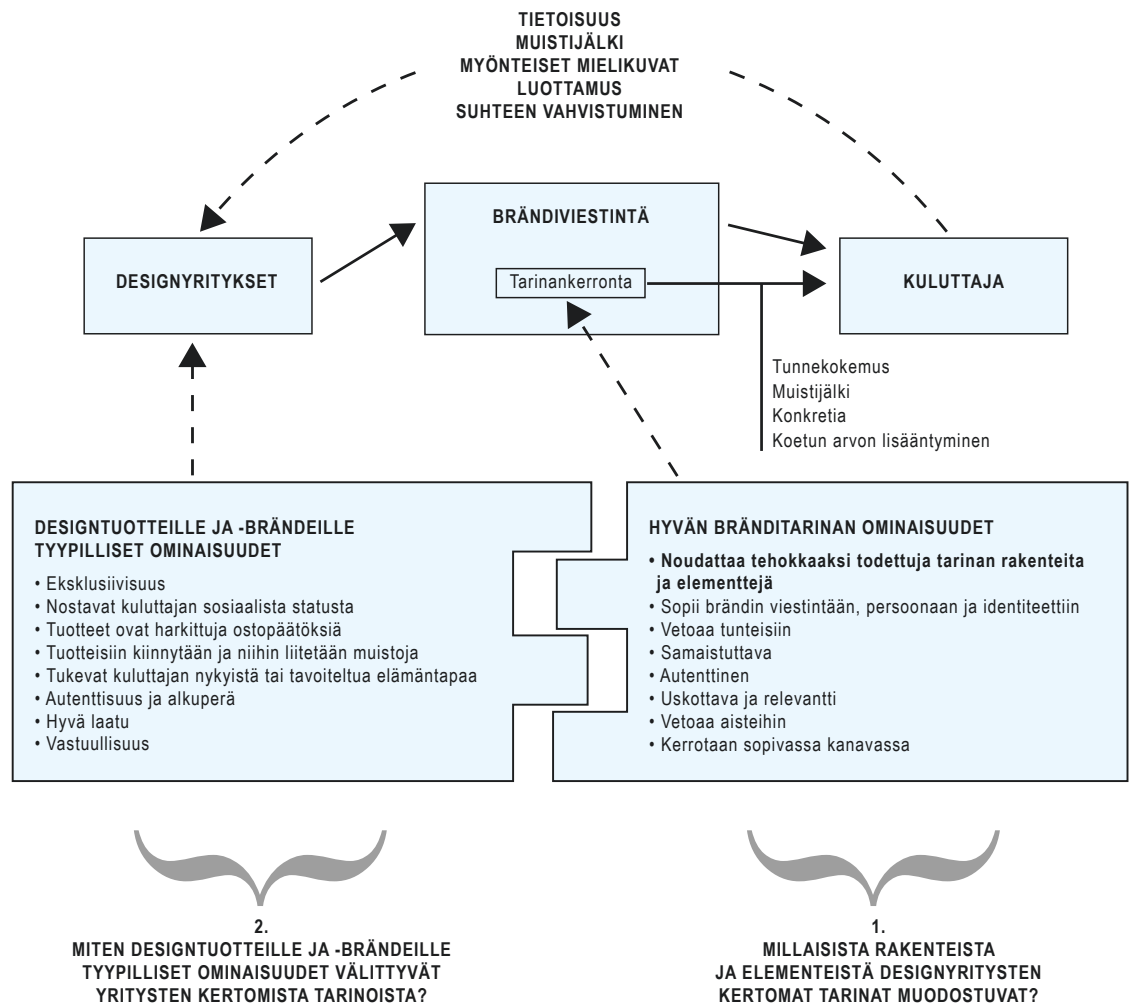 TIETOISUUS
MUISTIJÄLKI
MYÖNTEISET MIELIKUVAT
LUOTTAMUS
SUHTEEN VAHVISTUMINEN
BRÄNDIVIESTINTÄ
DESIGNYRITYKSET
Tarinankerronta
KULUTTAJA
Tunnekokemus
Muistijälki
Konkretia
Koetun arvon lisääntyminen
DESIGNTUOTTEILLE JA -BRÄNDEILLE
TYYPILLISET OMINAISUUDET
• Eksklusiivisuus
• Nostavat kuluttajan sosiaalista statusta
• Tuotteet ovat harkittuja ostopäätöksiä
• Tuotteisiin kiinnytään ja niihin liitetään muistoja
• Tukevat kuluttajan nykyistä tai tavoiteltua elämäntapaa
• Autenttisuus ja alkuperä
• Hyvä laatu
• Vastuullisuus
HYVÄN BRÄNDITARINAN OMINAISUUDET
• Noudattaa tehokkaaksi todettuja tarinan rakenteita
ja elementtejä
• Sopii brändin viestintään, persoonaan ja identiteettiin
• Vetoaa tunteisiin
• Samaistuttava
• Autenttinen
• Uskottava ja relevantti
• Vetoaa aisteihin
• Kerrotaan sopivassa kanavassa
2.
MITEN DESIGNTUOTTEILLE JA -BRÄNDEILLE
TYYPILLISET OMINAISUUDET VÄLITTYVÄT
YRITYSTEN KERTOMISTA TARINOISTA?
1.
MILLAISISTA RAKENTEISTA
JA ELEMENTEISTÄ DESIGNYRITYSTEN
KERTOMAT TARINAT MUODOSTUVAT?